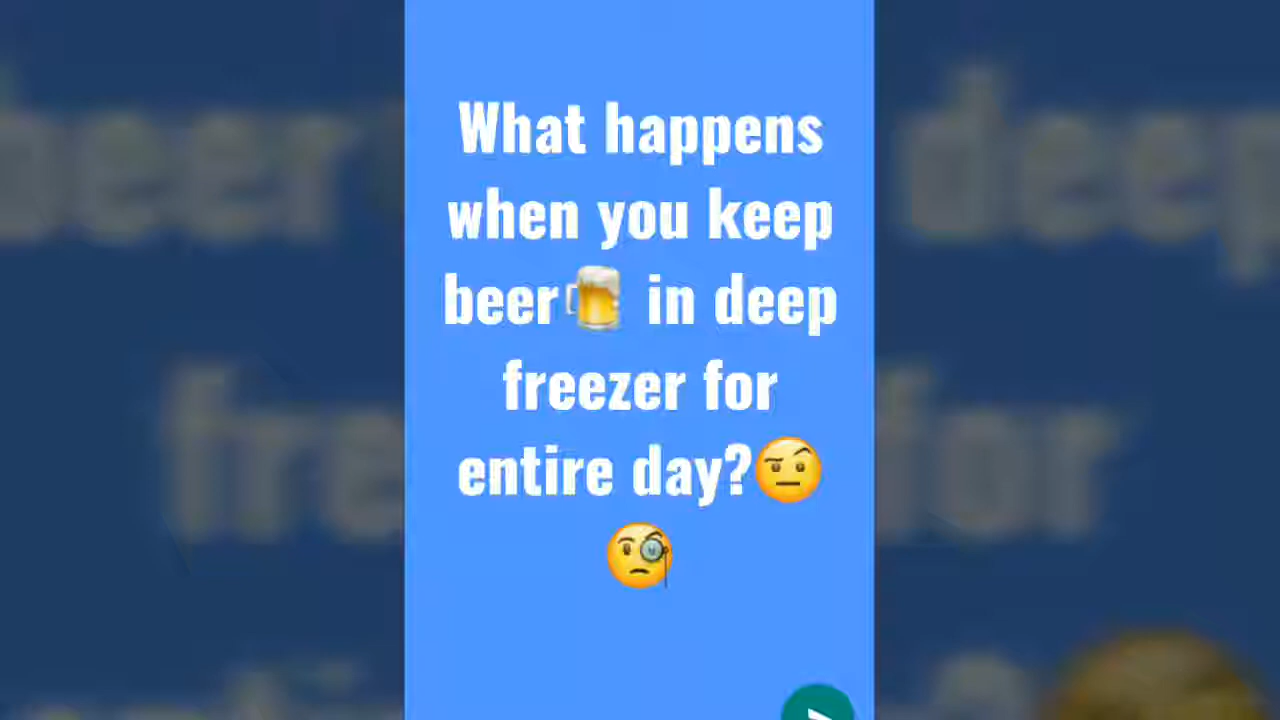 What happens
when you keep
beer🍺 in deep
freezer for
entire day?🤨
🧐